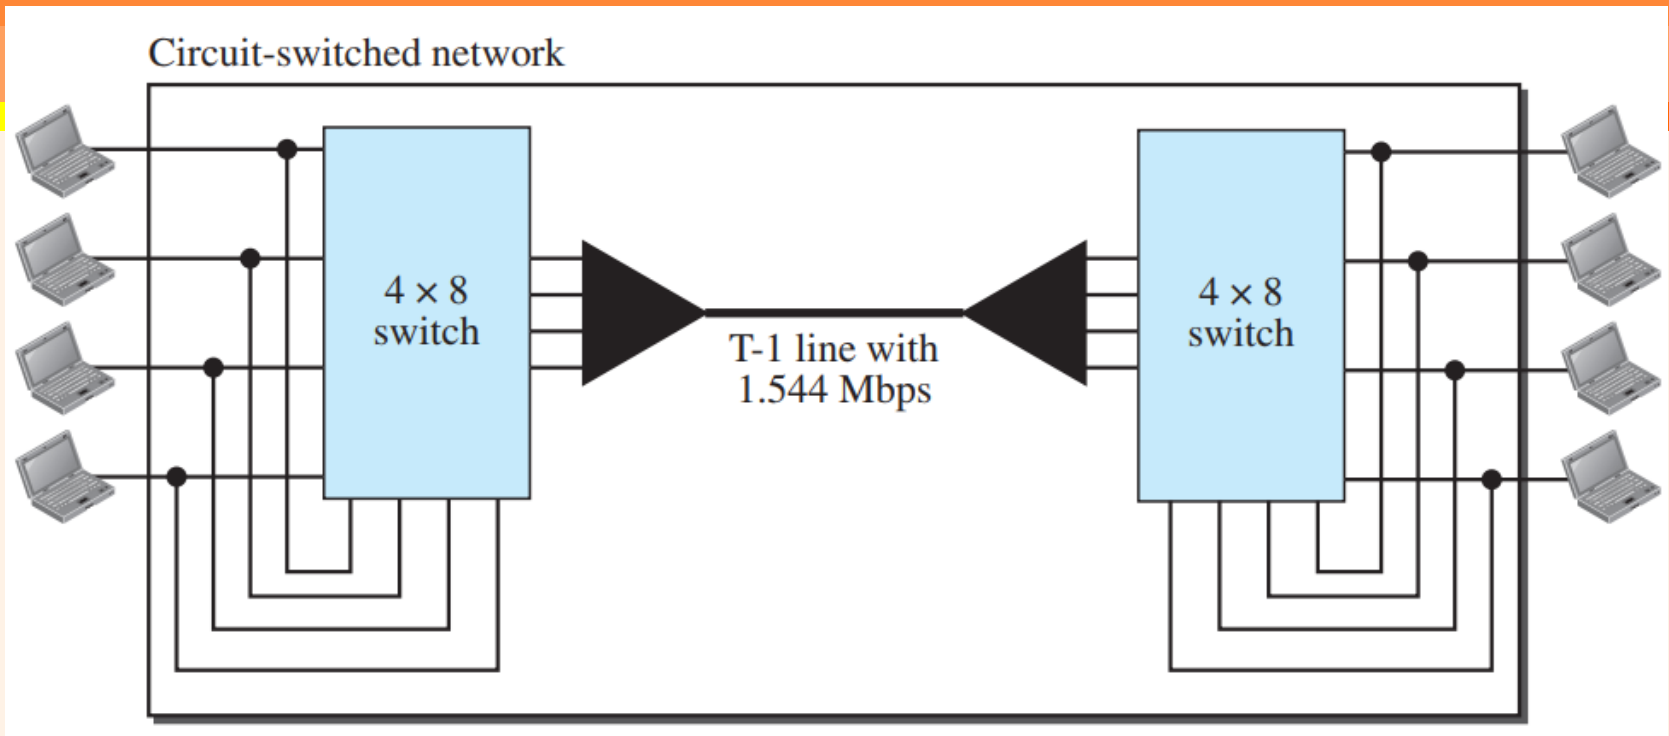 Circuit-switched network
4 × 8
switch
T-1 line with
1.544 Mbps
4 × 8
switch